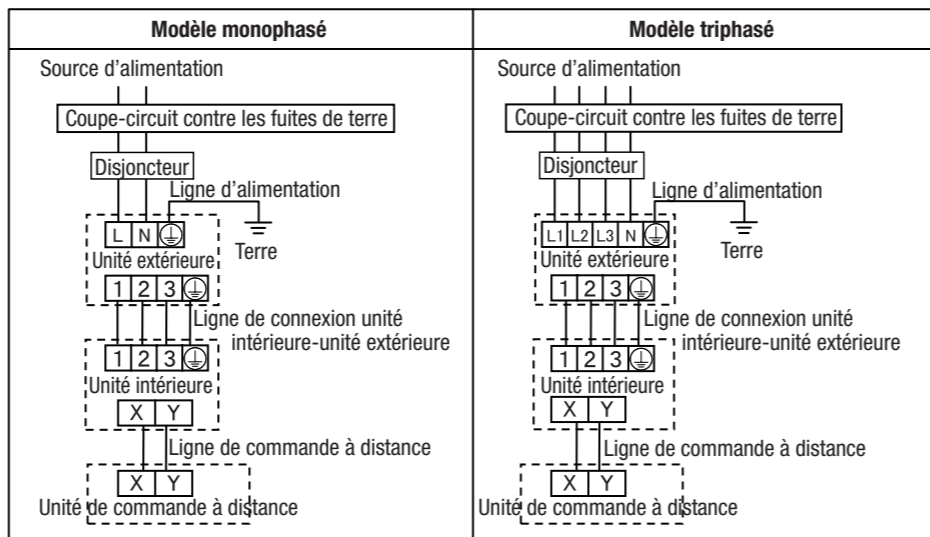 Modèle monophasé
Source d'alimentation
Coupe-circuit contre les fuites de terre
Disjoncteur
Ligne d'alimentation
L N
Terre
Unité extérieure
1 2 3
Ligne de connexion unité
intérieure-unité extérieure
1 2 3
Unité intérieure
X Y
Ligne de commande à distance
X Y
Unité de commande à distance
Modèle triphasé
Source d'alimentation
Coupe-circuit contre les fuites de terre
Disjoncteur
Ligne d'alimentation
L1 L2 L3 N
Terre
Unité extérieure
1 2 3
Ligne de connexion unité
intérieure-unité extérieure
1 2 3
Unité intérieure
X Y
Ligne de commande à distance
X Y
Unité de commande à distance